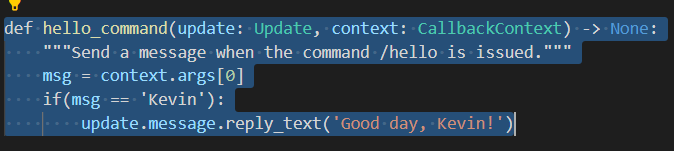 def hello_command(update: Update, context: CallbackContext) -> None:
    """Send a message when the command /hello is issued."""
    msg = context.args[0]
    if(msg == 'Kevin'):
        update.message.reply_text('Good day, Kevin!')